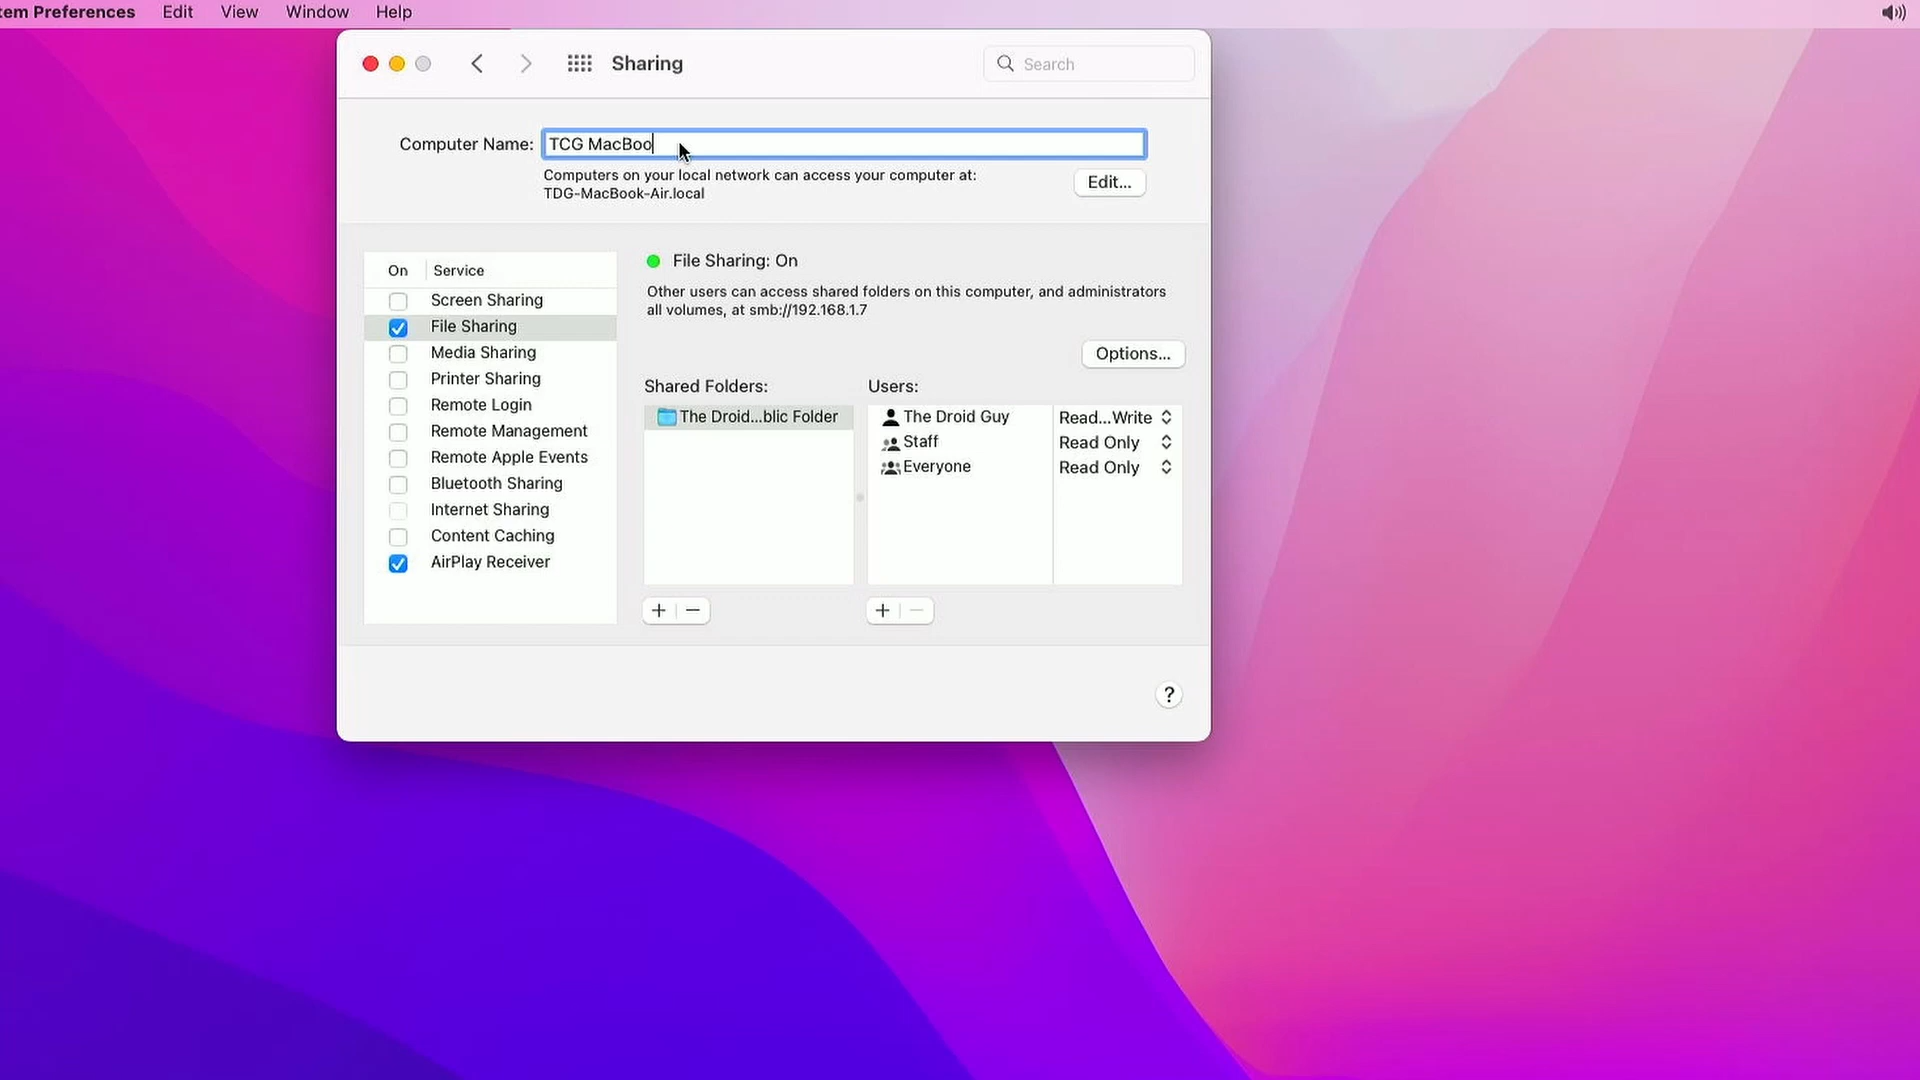 tem Preferences Edit View Window Help
Sharing
Search
Computer Name: TCG MacBoo
Computers on your local network can access your computer at:
TDG-MacBook-Air.local
Edit...
On Service
Screen Sharing
File Sharing
Media Sharing
Printer Sharing
Remote Login
Remote Management
Remote Apple Events
Bluetooth Sharing
Internet Sharing
Content Caching
AirPlay Receiver
File Sharing: On
Other users can access shared folders on this computer, and administrators
all volumes, at smb://192.168.1.7
Options...
Shared Folders:
The Droid...blic Folder
Users:
The Droid Guy Read...Write
Staff Read Only
Everyone Read Only
+ −
+ −
?